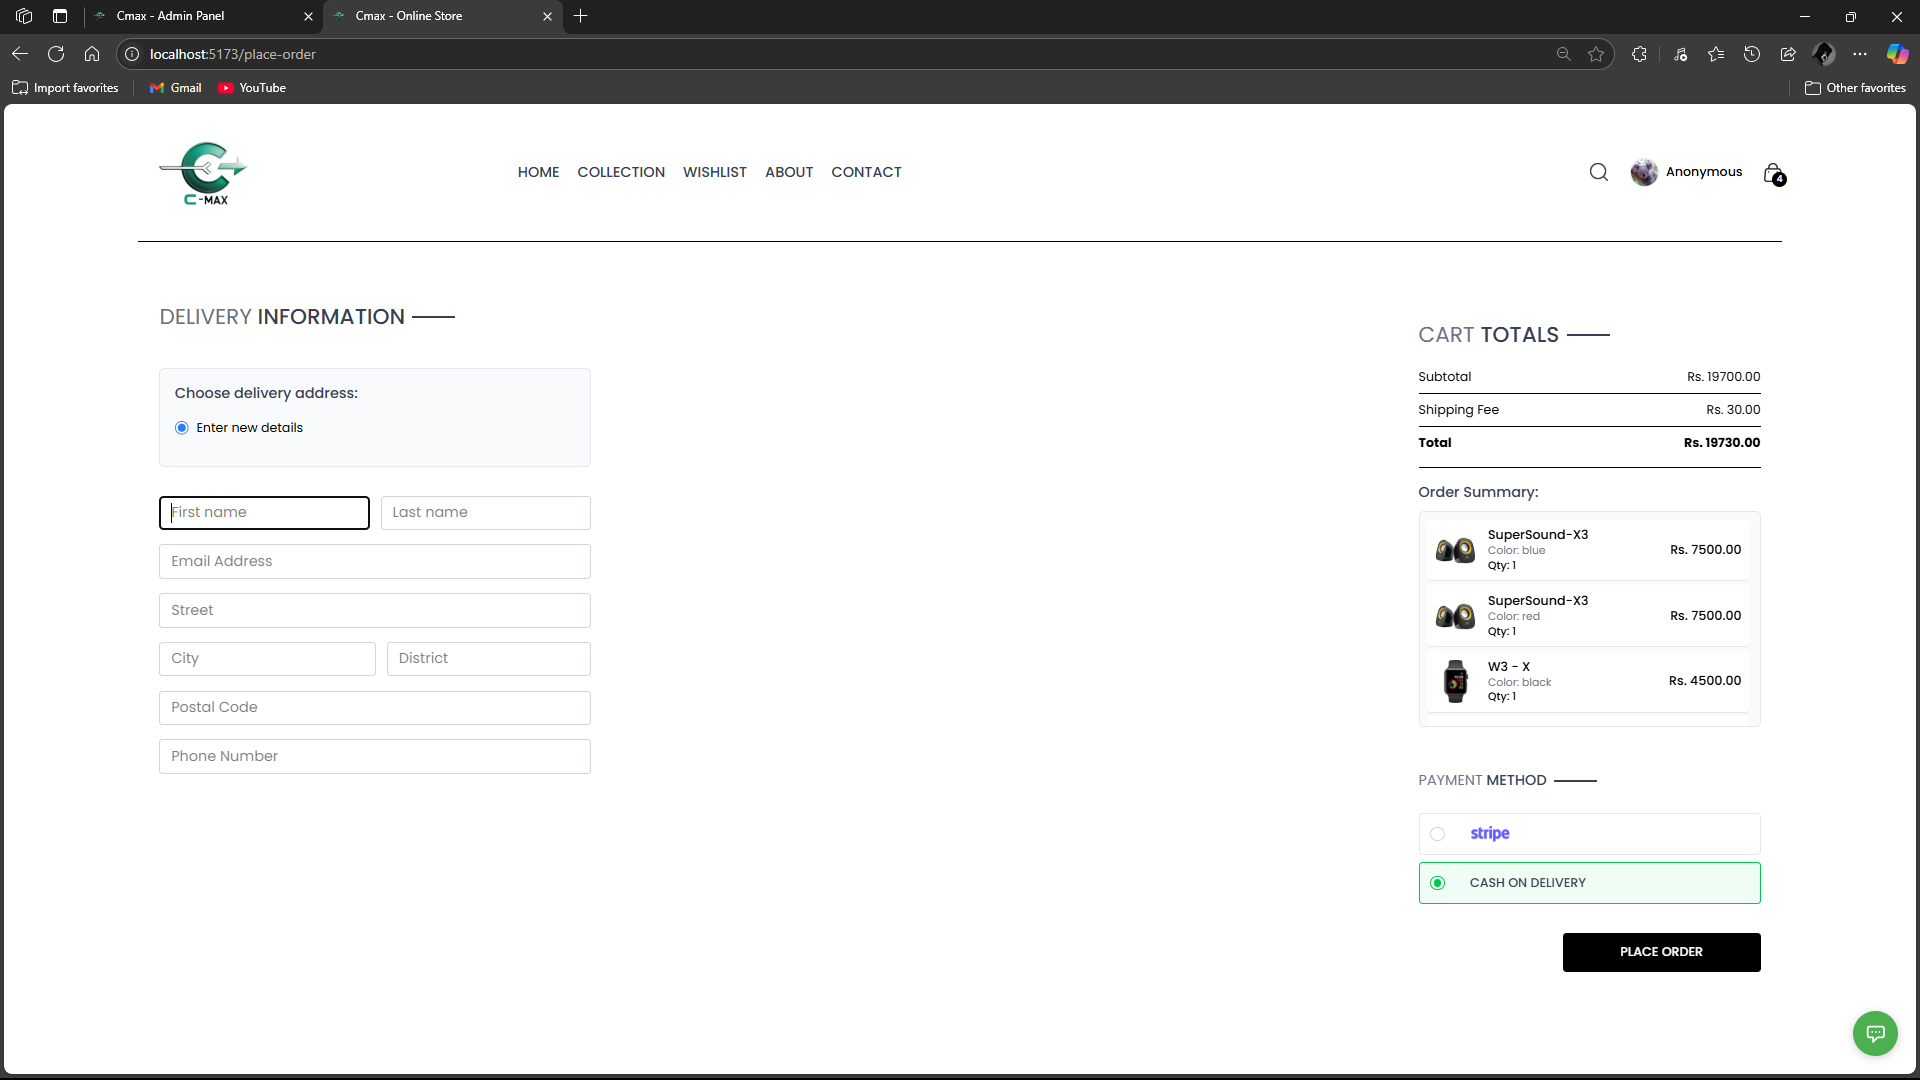 Cmax - Admin Panel
Cmax - Online Store
localhost:5173/place-order
Import favorites
Gmail
YouTube
Other favorites
C-MAX
HOME
COLLECTION
WISHLIST
ABOUT
CONTACT
Anonymous
4
DELIVERY INFORMATION
Choose delivery address:
Enter new details
First name
Last name
Email Address
Street
City
District
Postal Code
Phone Number
CART TOTALS
Subtotal Rs. 19700.00
Shipping Fee Rs. 30.00
Total Rs. 19730.00
Order Summary:
SuperSound-X3
Color: blue
Qty: 1
Rs. 7500.00
SuperSound-X3
Color: red
Qty: 1
Rs. 7500.00
W3 - X
Color: black
Qty: 1
Rs. 4500.00
PAYMENT METHOD
stripe
CASH ON DELIVERY
PLACE ORDER